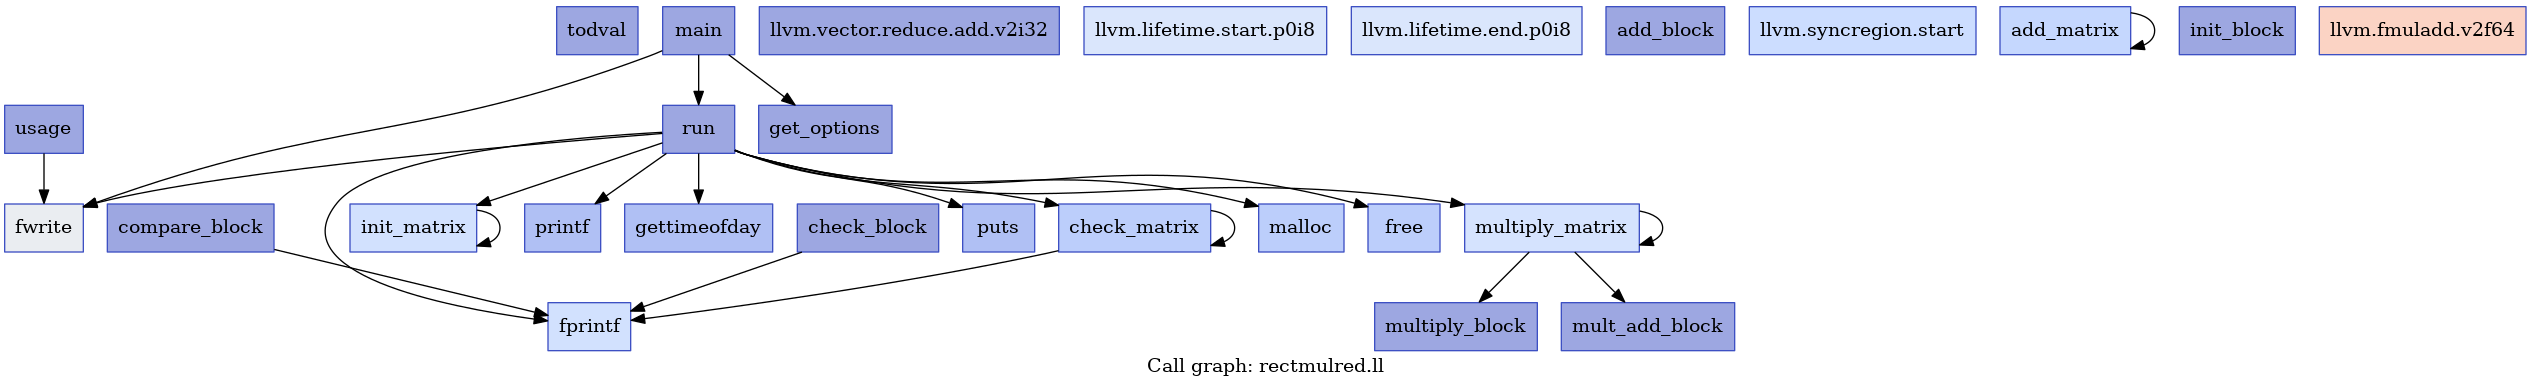 todval
main
llvm.vector.reduce.add.v2i32
llvm.lifetime.start.p0i8
llvm.lifetime.end.p0i8
add_block
llvm.syncregion.start
add_matrix
init_block
llvm.fmuladd.v2f64
usage
run
get_options
fwrite
compare_block
init_matrix
printf
gettimeofday
check_block
puts
check_matrix
malloc
free
multiply_matrix
fprintf
multiply_block
mult_add_block
Call graph: rectmulred.ll